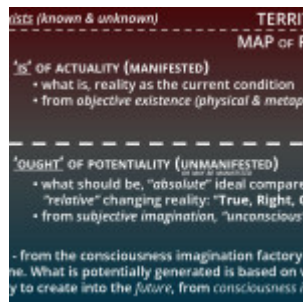 xists (known & unknown) TERRI
MAP OF
'IS' OF ACTUALITY (MANIFESTED)
• what is, reality as the current condition
• from objective existence (physical & metap
'OUGHT' OF POTENTIALITY (UNMANIFESTED)
• what should be, "absolute" ideal compare
"relative" changing reality: "True, Right,
• from subjective imagination, "unconscious
- from the consciousness imagination factory
ne. What is potentially generated is based on
y to create into the future, from consciousness